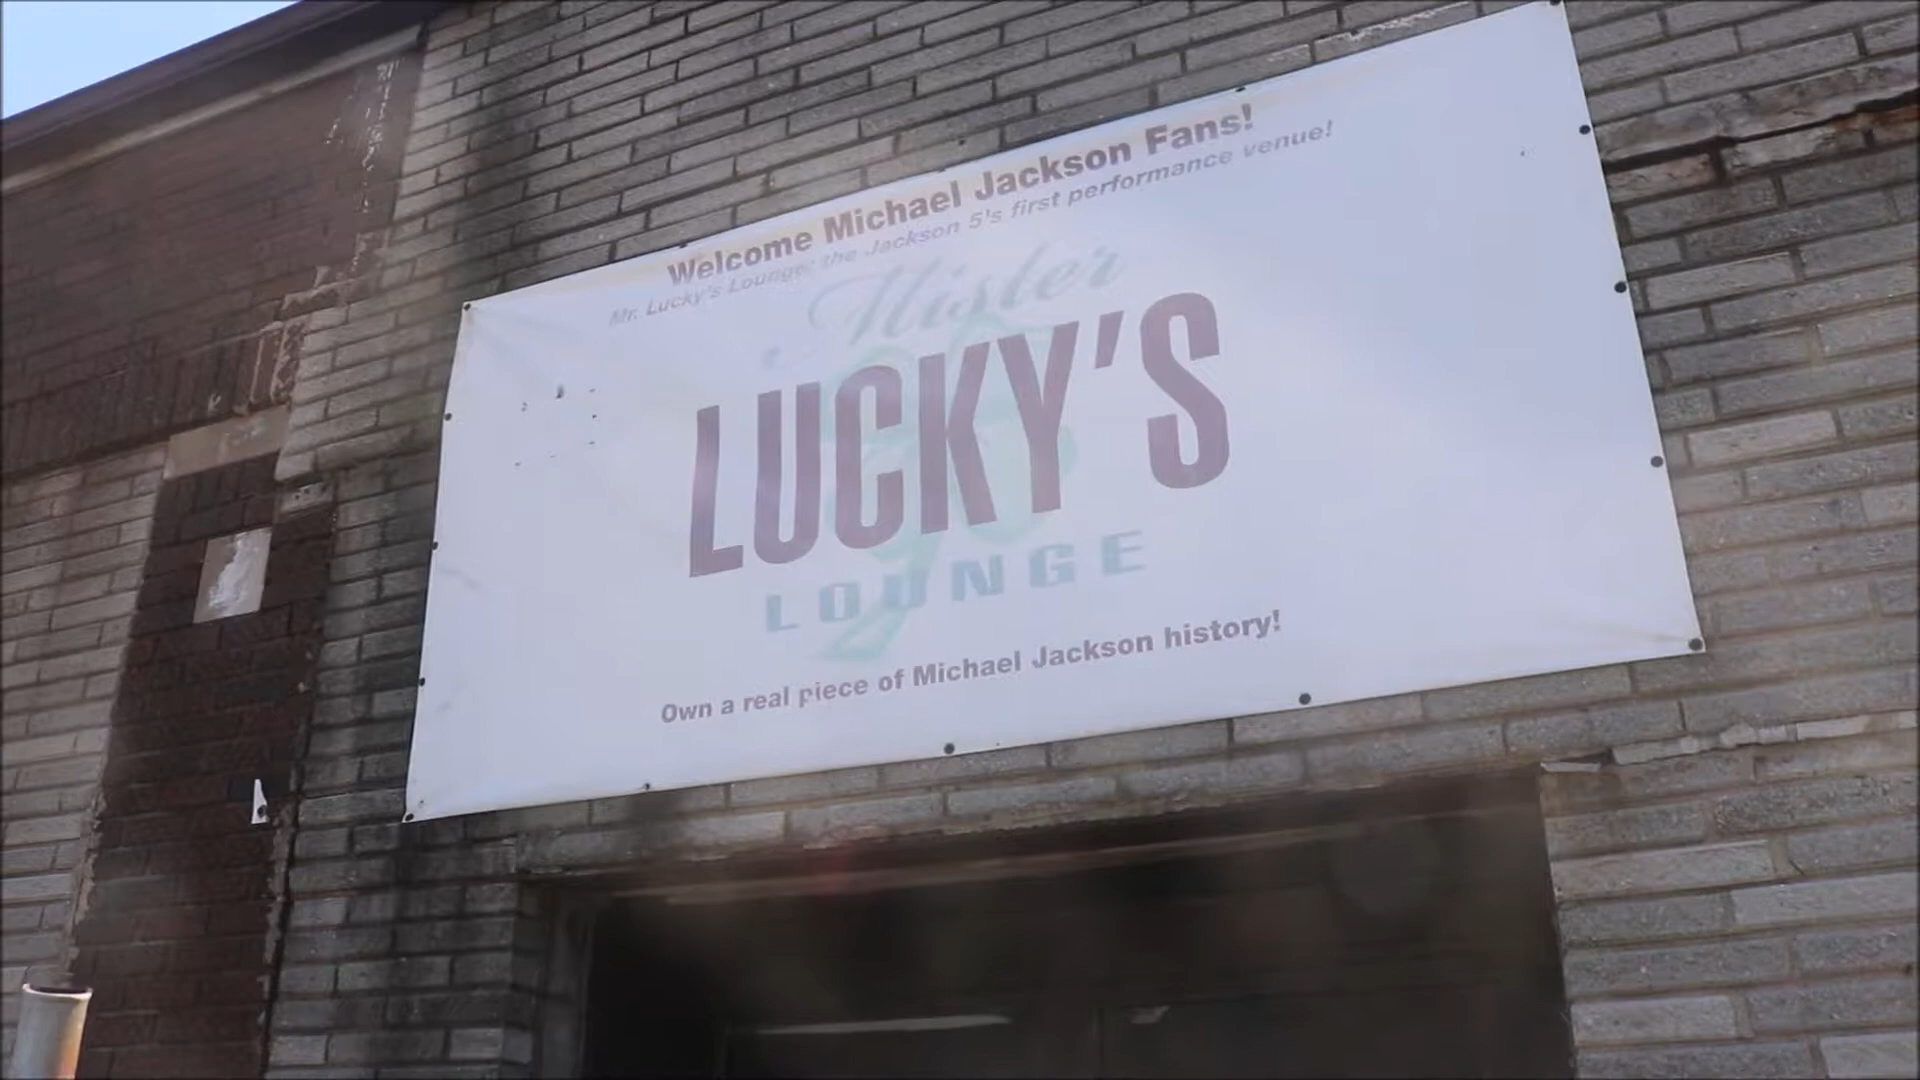 Welcome Michael Jackson Fans!
Mr. Lucky's Lounge: the Jackson 5's first performance venue!
Mister
LUCKY'S
LOUNGE
Own a real piece of Michael Jackson history!